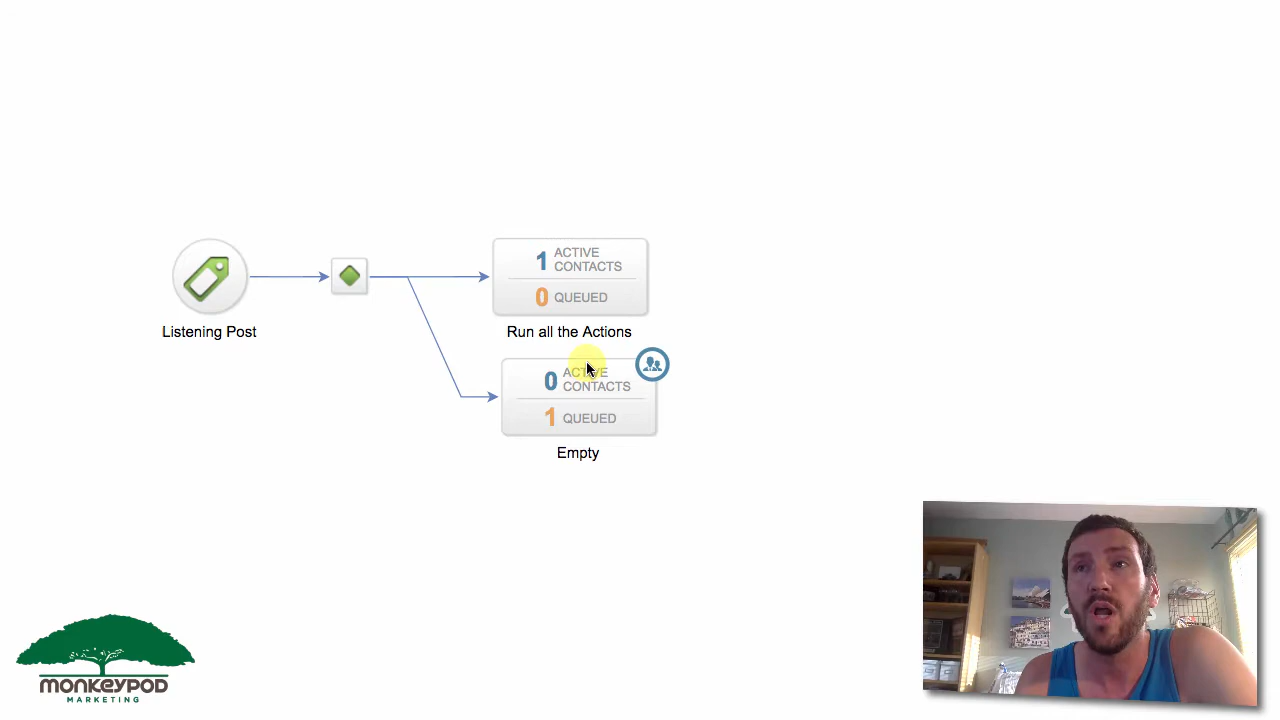 1 ACTIVE
CONTACTS
0 QUEUED
Listening Post
Run all the Actions
0 ACTIVE
CONTACTS
1 QUEUED
Empty
MONKEYPOD
MARKETING